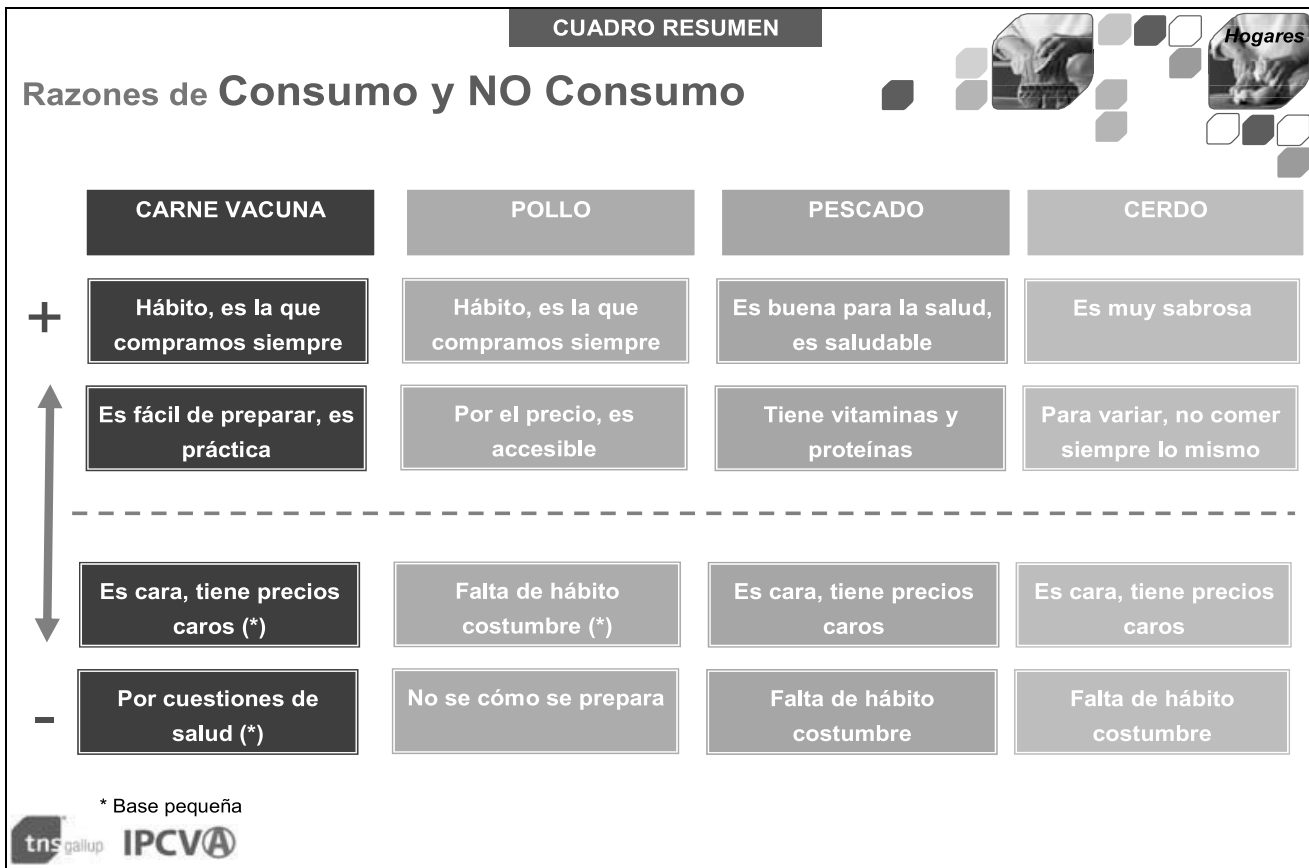 CUADRO RESUMEN
Hogares
Razones de Consumo y NO Consumo
CARNE VACUNA
POLLO
PESCADO
CERDO
+
Hábito, es la que
compramos siempre
Hábito, es la que
compramos siempre
Es buena para la salud,
es saludable
Es muy sabrosa
Es fácil de preparar, es
práctica
Por el precio, es
accesible
Tiene vitaminas y
proteínas
Para variar, no comer
siempre lo mismo
Es cara, tiene precios
caros (*)
Falta de hábito
costumbre (*)
Es cara, tiene precios
caros
Es cara, tiene precios
caros
-
Por cuestiones de
salud (*)
No se cómo se prepara
Falta de hábito
costumbre
Falta de hábito
costumbre
* Base pequeña
tns gallup
IPCVA